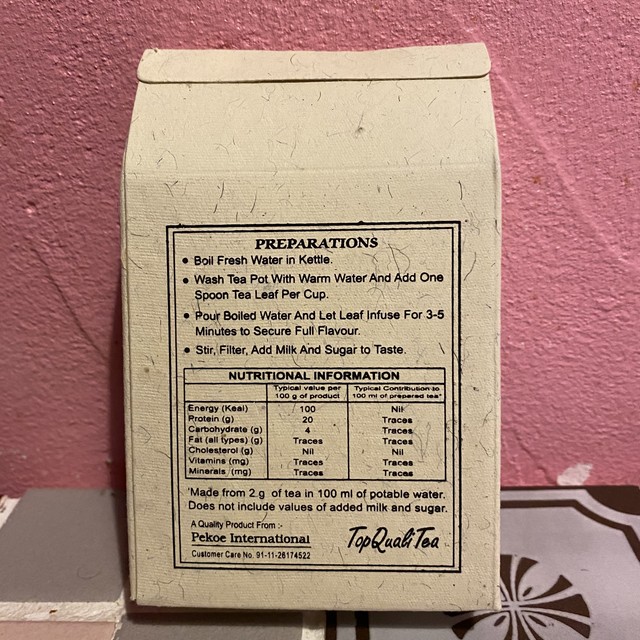 PREPARATIONS
• Boil Fresh Water in Kettle.
• Wash Tea Pot With Warm Water And Add One
Spoon Tea Leaf Per Cup.
• Pour Boiled Water And Let Leaf Infuse For 3-5
Minutes to Secure Full Flavour.
• Stir, Filter, Add Milk And Sugar to Taste.
NUTRITIONAL INFORMATION
Typical value per 100 g of product
Typical Contribution to 100 ml of prepared tea*
Energy (Kcal) 100 Nil
Protein (g) 20 Traces
Carbohydrate (g) 4 Traces
Fat (all types) (g) Traces Traces
Cholesterol (g) Nil Nil
Vitamins (mg) Traces Traces
Minerals (mg) Traces Traces
*Made from 2 g of tea in 100 ml of potable water.
Does not include values of added milk and sugar.
A Quality Product From :-
Pekoe International
Customer Care No. 91-11-26174522
TopQualiTea